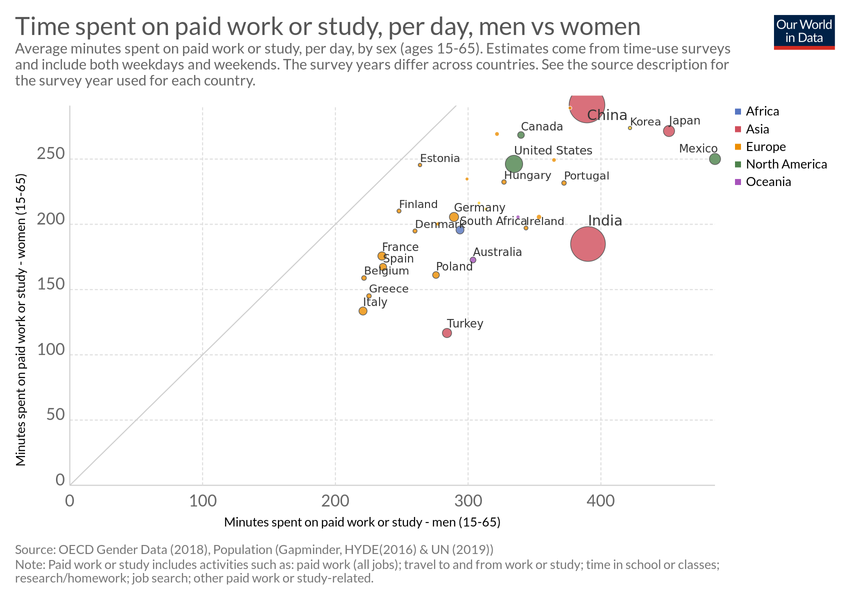 Time spent on paid work or study, per day, men vs women
Our World
in Data
Average minutes spent on paid work or study, per day, by sex (ages 15-65). Estimates come from time-use surveys
and include both weekdays and weekends. The survey years differ across countries. See the source description for
the survey year used for each country.
Africa
Asia
Europe
North America
Oceania
China
Korea
Japan
Canada
Mexico
United States
Estonia
Hungary
Portugal
Finland
Germany
Denmark
South Africa
Ireland
India
France
Spain
Australia
Belgium
Poland
Greece
Italy
Turkey
250
200
150
100
50
0
Minutes spent on paid work or study - women (15-65)
0
100
200
300
400
Minutes spent on paid work or study - men (15-65)
Source: OECD Gender Data (2018), Population (Gapminder, HYDE(2016) & UN (2019))
Note: Paid work or study includes activities such as: paid work (all jobs); travel to and from work or study; time in school or classes;
research/homework; job search; other paid work or study-related.